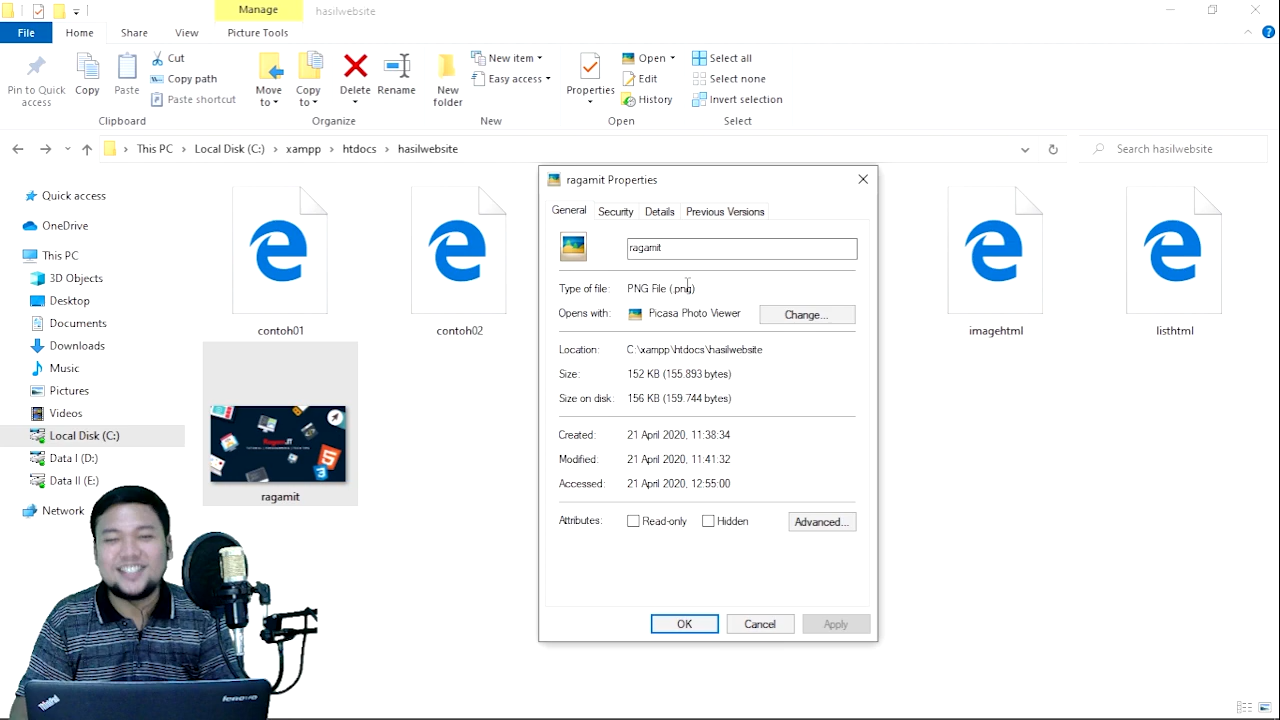 Manage
hasilwebsite
File
Home
Share
View
Picture Tools
Pin to Quick access
Copy
Paste
Cut
Copy path
Paste shortcut
Clipboard
Move to
Copy to
Delete
Rename
Organize
New folder
New item
Easy access
New
Properties
Open
Edit
History
Open
Select all
Select none
Invert selection
Select
This PC > Local Disk (C:) > xampp > htdocs > hasilwebsite
Search hasilwebsite
Quick access
OneDrive
This PC
3D Objects
Desktop
Documents
Downloads
Music
Pictures
Videos
Local Disk (C:)
Data I (D:)
Data II (E:)
Network
contoh01
contoh02
imagehtml
listhtml
ragamit
ragamit Properties
General
Security
Details
Previous Versions
ragamit
Type of file: PNG File (.png)
Opens with: Picasa Photo Viewer
Change...
Location: C:\xampp\htdocs\hasilwebsite
Size: 152 KB (155.893 bytes)
Size on disk: 156 KB (159.744 bytes)
Created: 21 April 2020, 11:38:34
Modified: 21 April 2020, 11:41:32
Accessed: 21 April 2020, 12:55:00
Attributes: Read-only Hidden
Advanced...
OK
Cancel
Apply
ThinkPad
lenovo